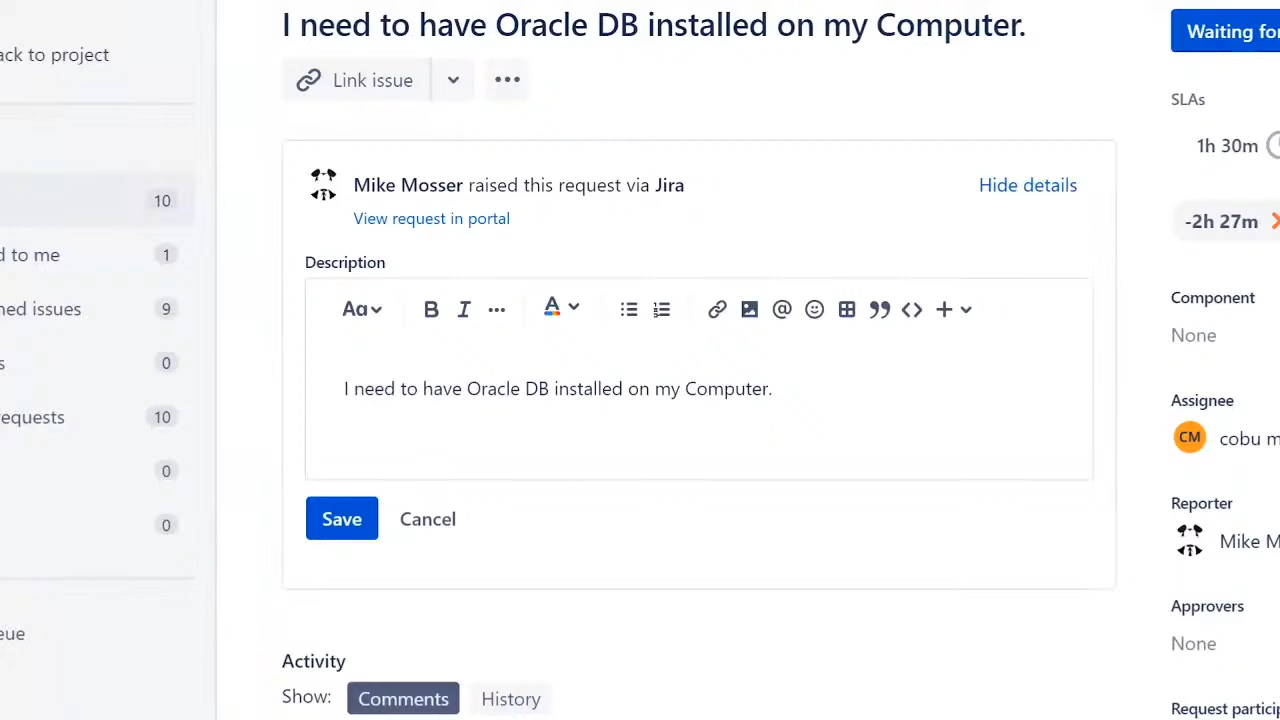 I need to have Oracle DB installed on my Computer.
ack to project
Link issue
Waiting for
SLAs
1h 30m
Mike Mosser raised this request via Jira
Hide details
View request in portal
10
-2h 27m
d to me 1
Description
Component
ned issues 9
Aa B I A @ +
None
s 0
I need to have Oracle DB installed on my Computer.
Assignee
equests 10
CM cobu m
0
Reporter
Save Cancel
0
Mike M
Approvers
eue
None
Activity
Show: Comments History
Request particip